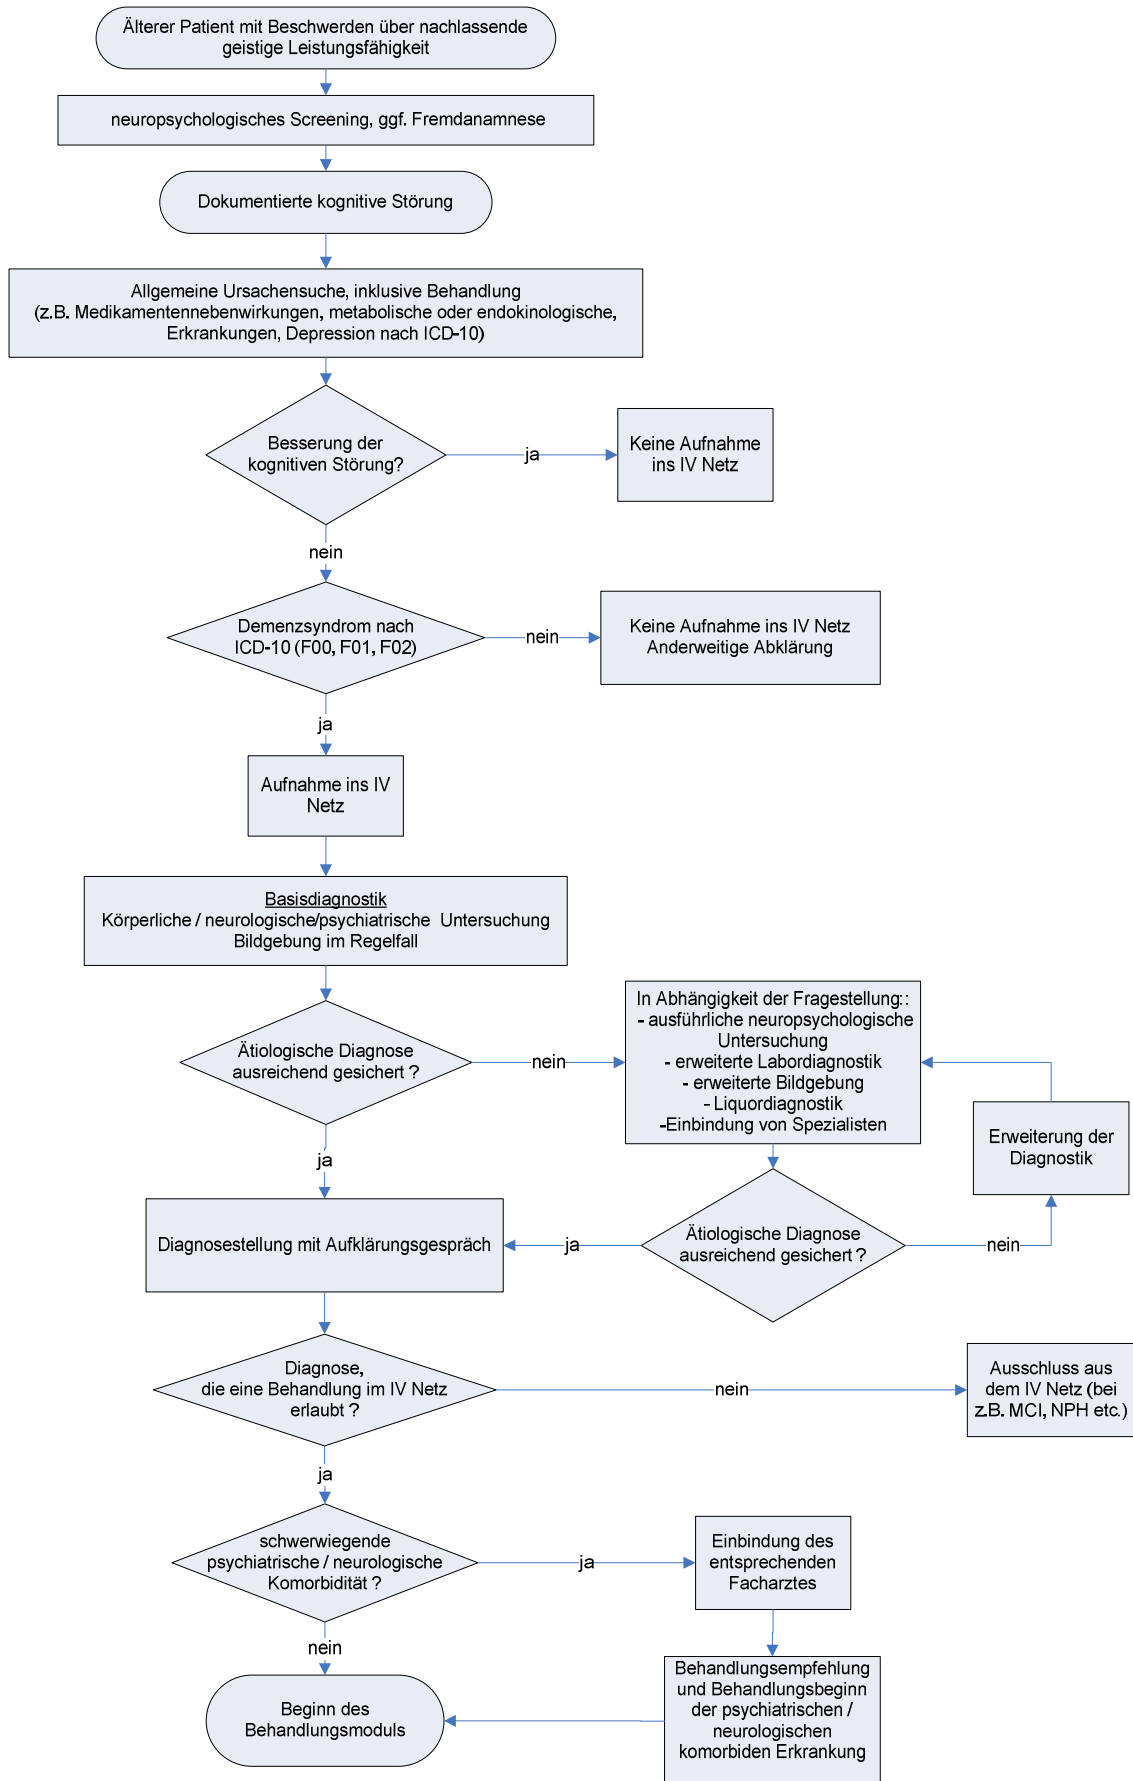 Älterer Patient mit Beschwerden über nachlassende
geistige Leistungsfähigkeit
neuropsychologisches Screening, ggf. Fremdanamnese
Dokumentierte kognitive Störung
Allgemeine Ursachensuche, inklusive Behandlung
(z.B. Medikamentennebenwirkungen, metabolische oder endokinologische,
Erkrankungen, Depression nach ICD-10)
Besserung der
kognitiven Störung?
ja
Keine Aufnahme
ins IV Netz
nein
Demenzsyndrom nach
ICD-10 (F00, F01, F02)
nein
Keine Aufnahme ins IV Netz
Anderweitige Abklärung
ja
Aufnahme ins IV
Netz
Basisdiagnostik
Körperliche / neurologische/psychiatrische Untersuchung
Bildgebung im Regelfall
Ätiologische Diagnose
ausreichend gesichert ?
nein
In Abhängigkeit der Fragestellung::
- ausführliche neuropsychologische
Untersuchung
- erweiterte Labordiagnostik
- erweiterte Bildgebung
- Liquordiagnostik
-Einbindung von Spezialisten
Erweiterung der
Diagnostik
ja
Diagnosestellung mit Aufklärungsgespräch
ja
Ätiologische Diagnose
ausreichend gesichert ?
nein
Diagnose,
die eine Behandlung im IV Netz
erlaubt ?
nein
Ausschluss aus
dem IV Netz (bei
z.B. MCI, NPH etc.)
ja
schwerwiegende
psychiatrische / neurologische
Komorbidität ?
ja
Einbindung des
entsprechenden
Facharztes
nein
Behandlungsempfehlung
und Behandlungsbeginn
der psychiatrischen /
neurologischen
komorbiden Erkrankung
Beginn des
Behandlungsmoduls